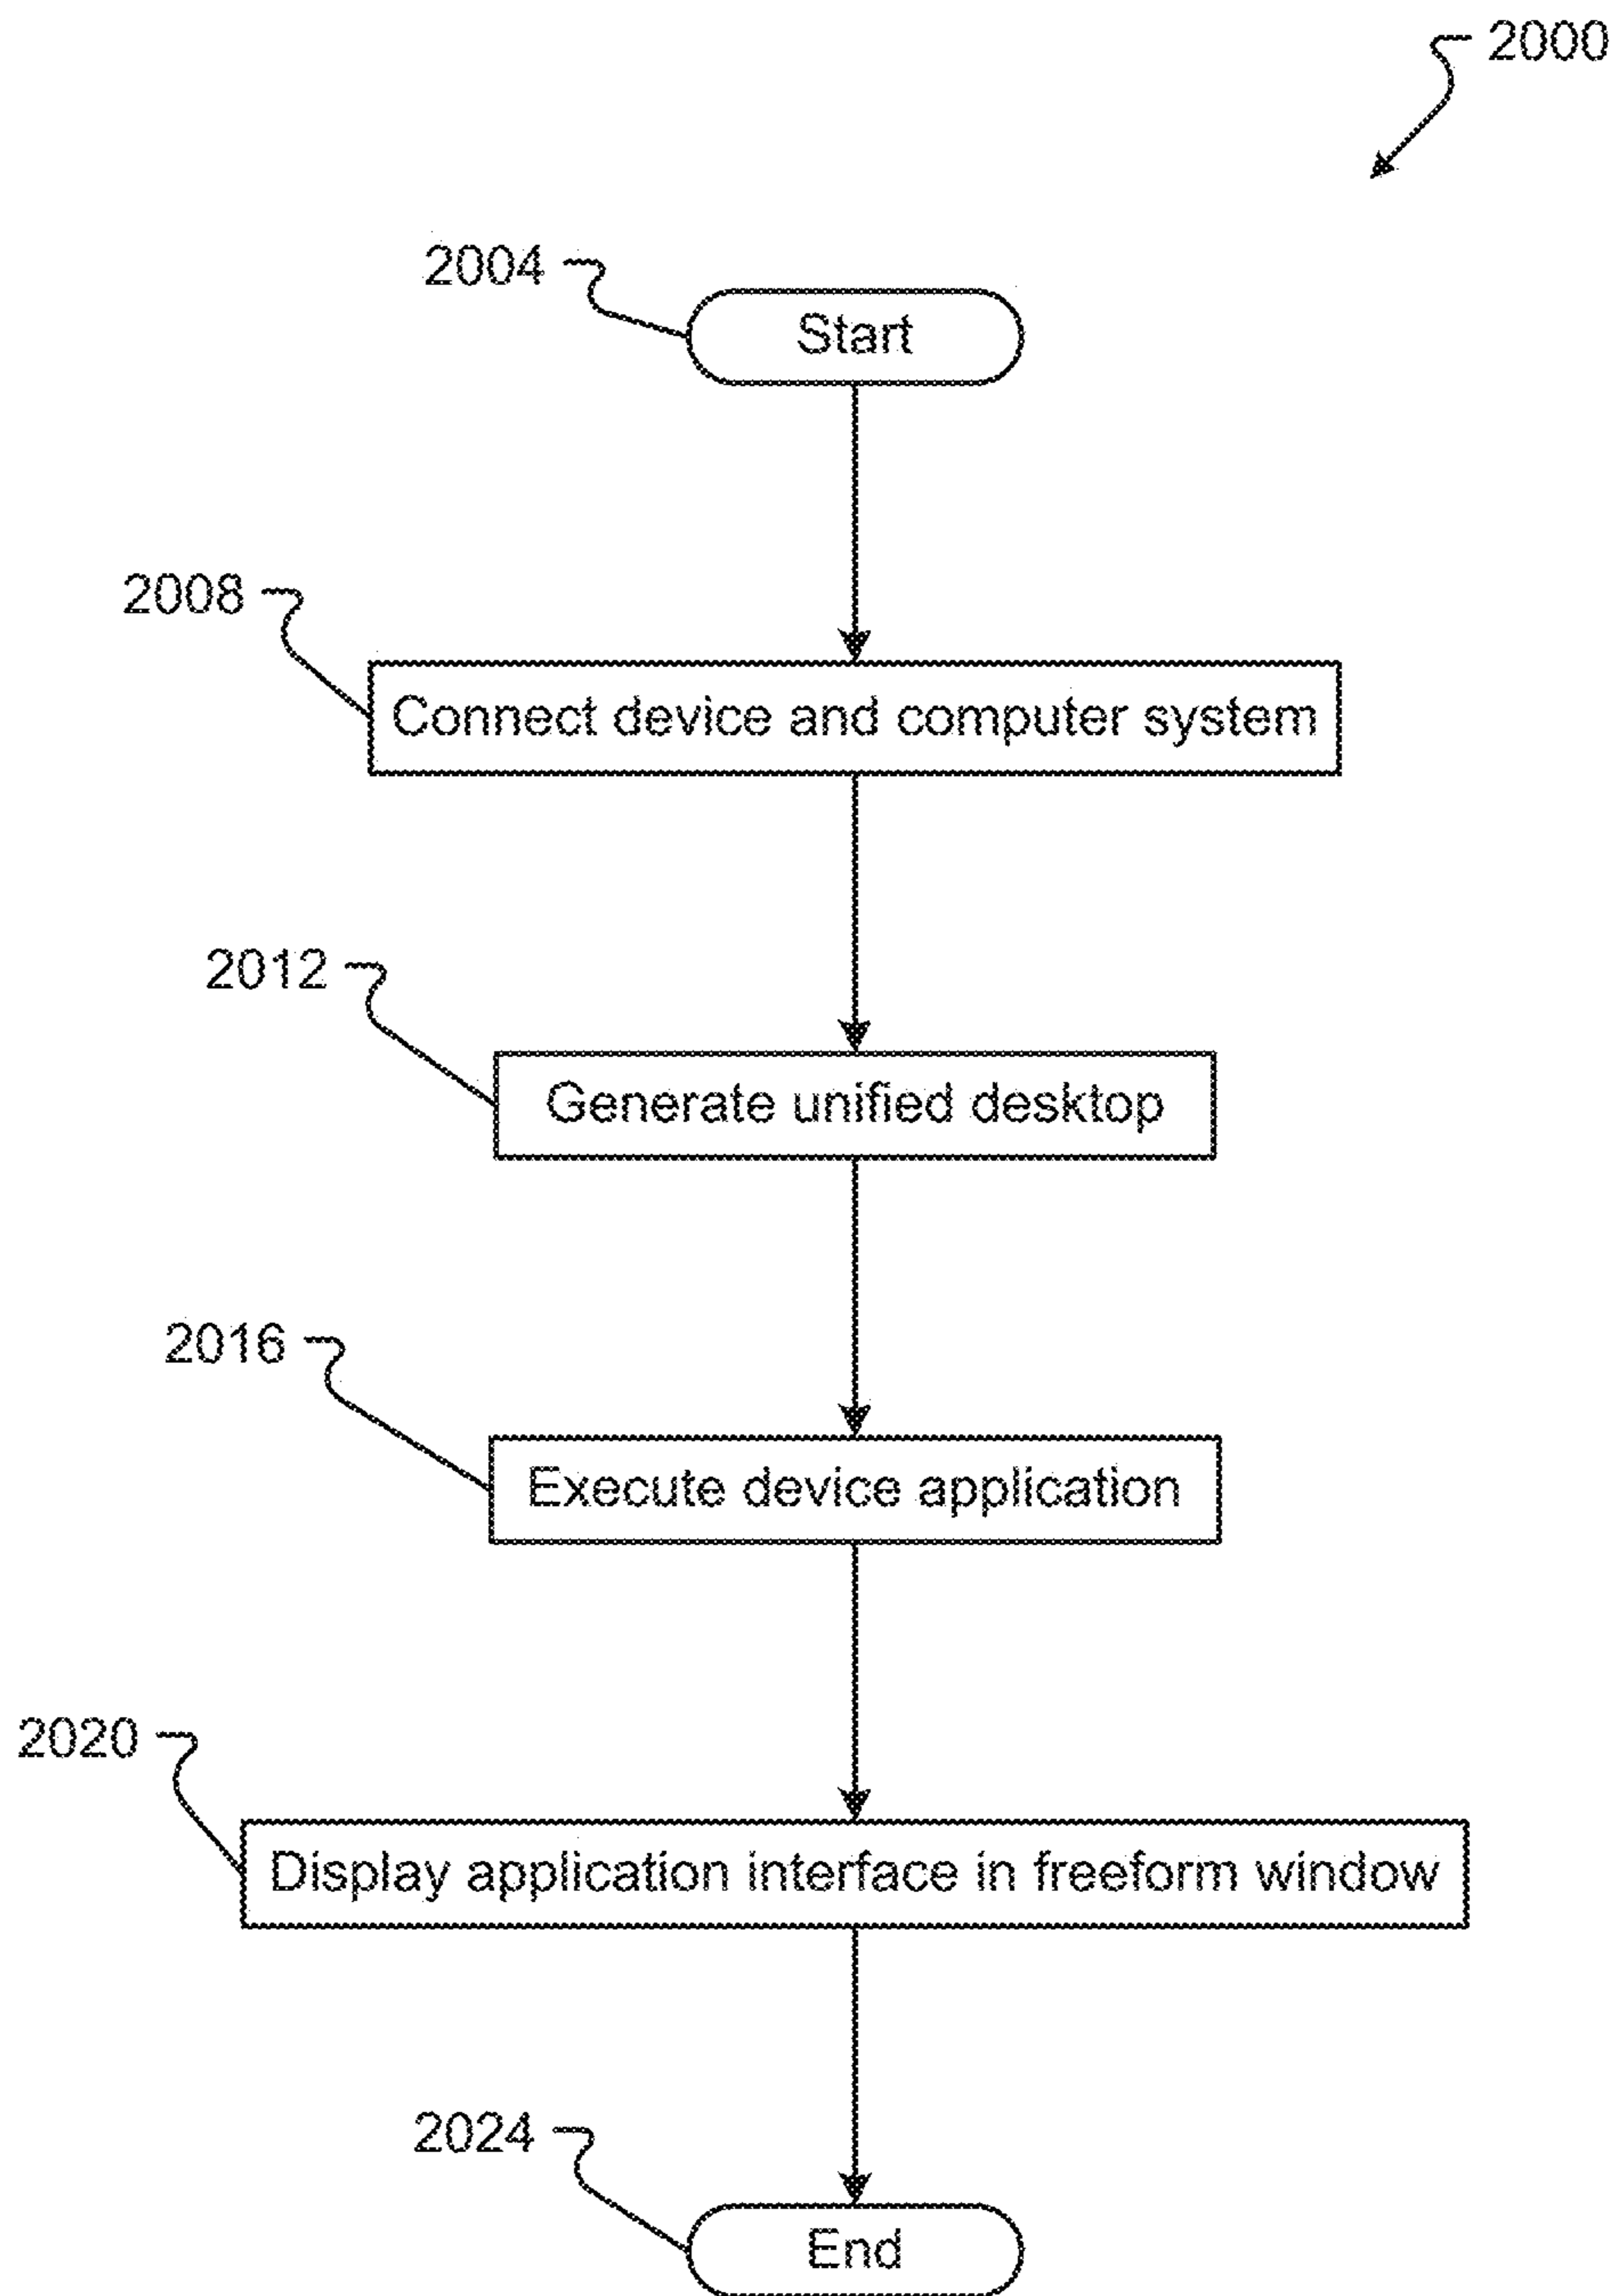 2000
2004
Start
2008
Connect device and computer system
2012
Generate unified desktop
2016
Execute device application
2020
Display application interface in freeform window
2024
End